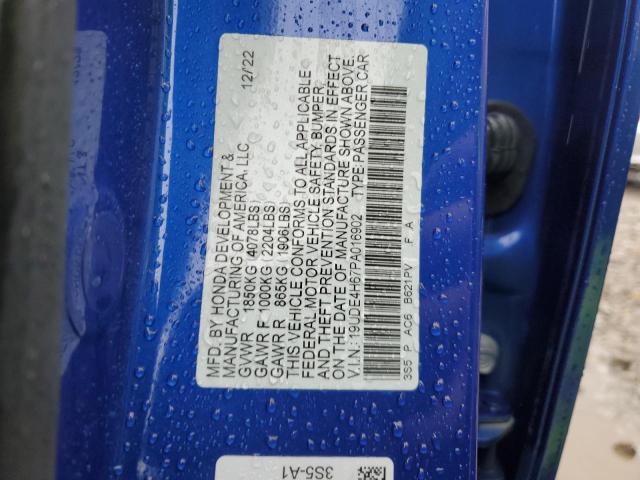 MFD. BY HONDA DEVELOPMENT & 12/22
MANUFACTURING OF AMERICA, LLC
GVWR 1850KG (4078LBS)
GAWR F 1000KG (2204LBS)
GAWR R 865KG (1906LBS)
THIS VEHICLE CONFORMS TO ALL APPLICABLE
FEDERAL MOTOR VEHICLE SAFETY, BUMPER,
AND THEFT PREVENTION STANDARDS IN EFFECT
ON THE DATE OF MANUFACTURE SHOWN ABOVE.
V.I.N.: 19UDE4H67PA016902 TYPE:PASSENGER CAR
3S5 P AC6 B621PV F A
3S5-A1